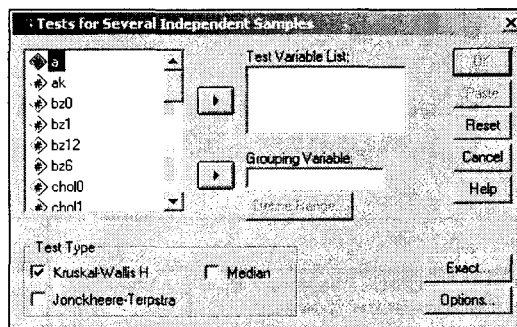 Tests for Several Independent Samples
a
ak
bz0
bz1
bz12
bz6
chol0
chol1
Test Variable List:
Grouping Variable:
Define Range...
OK
Paste
Reset
Cancel
Help
Test Type
Kruskal-Wallis H
Median
Jonckheere-Terpstra
Exact...
Options...